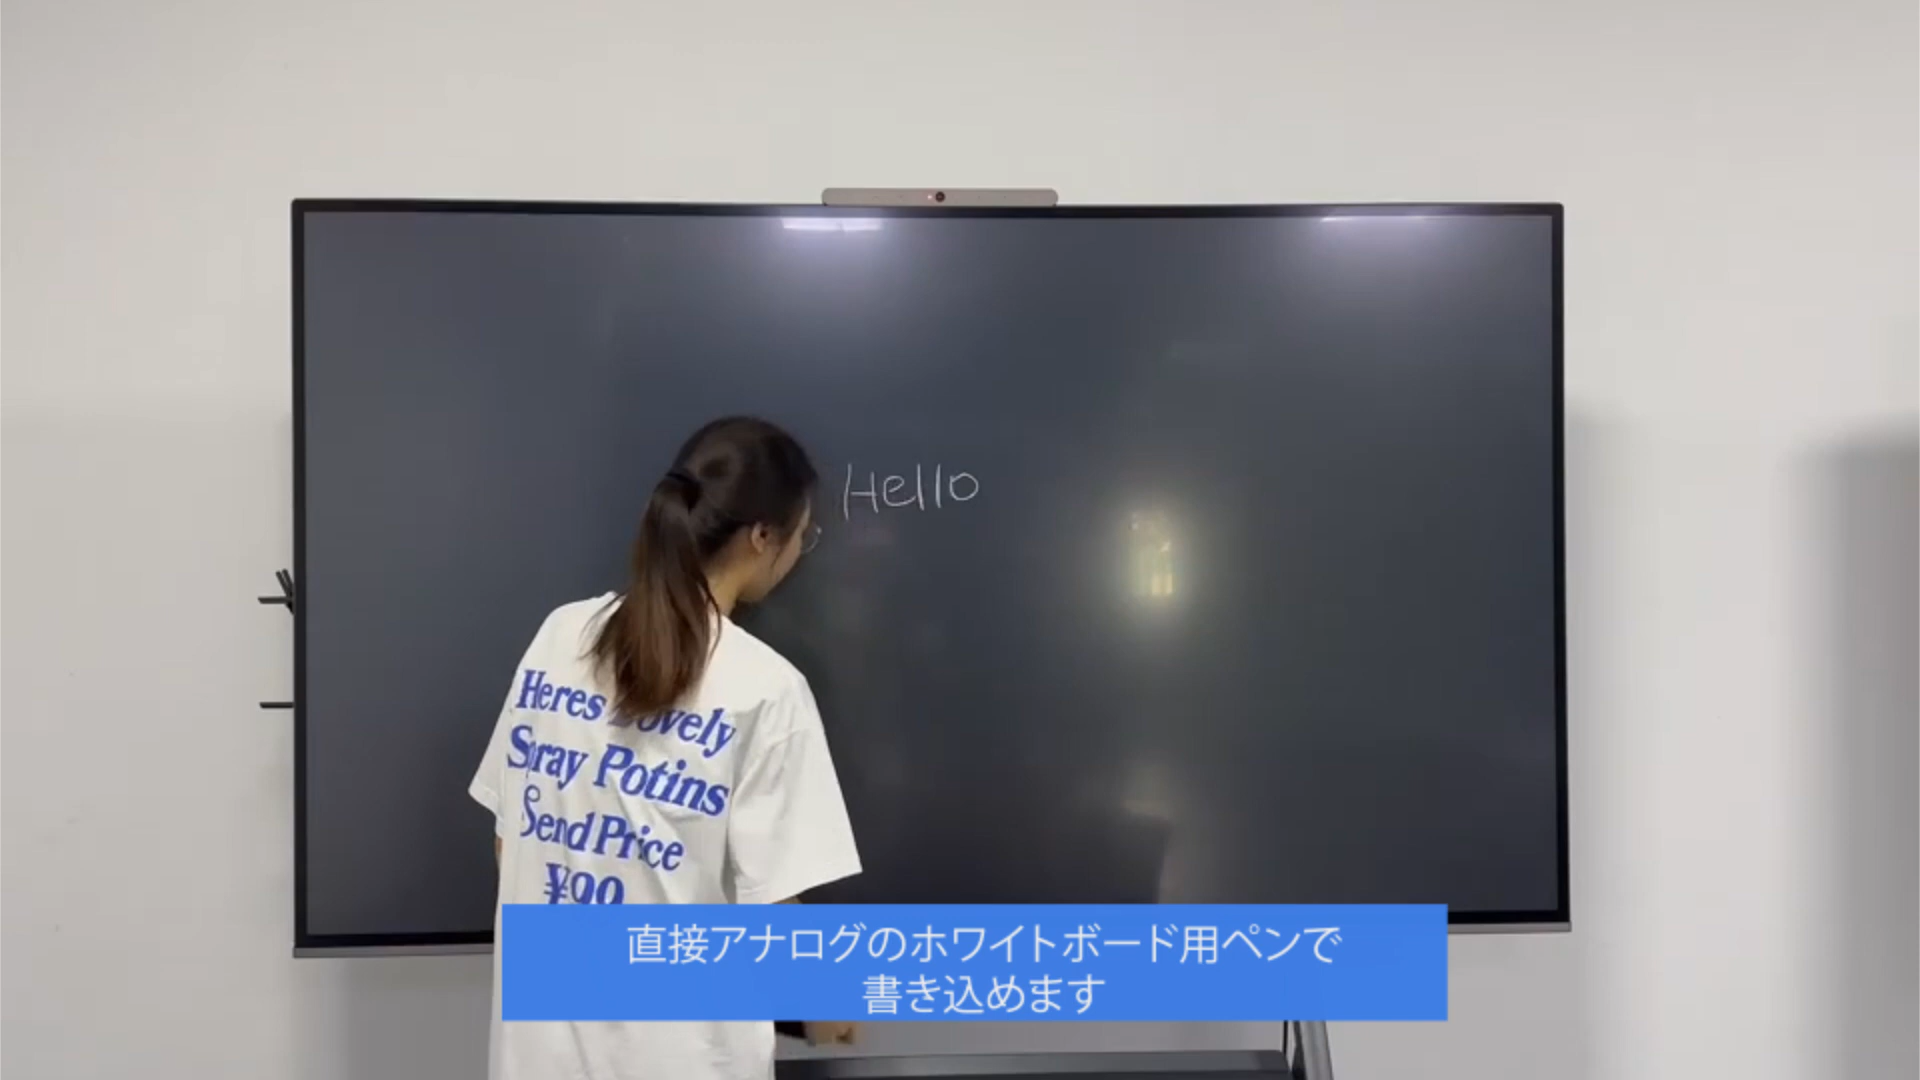 Hello
Heres Lovely
Spray Potins
Send Price
¥99
直接アナログのホワイトボード用ペンで
書き込めます